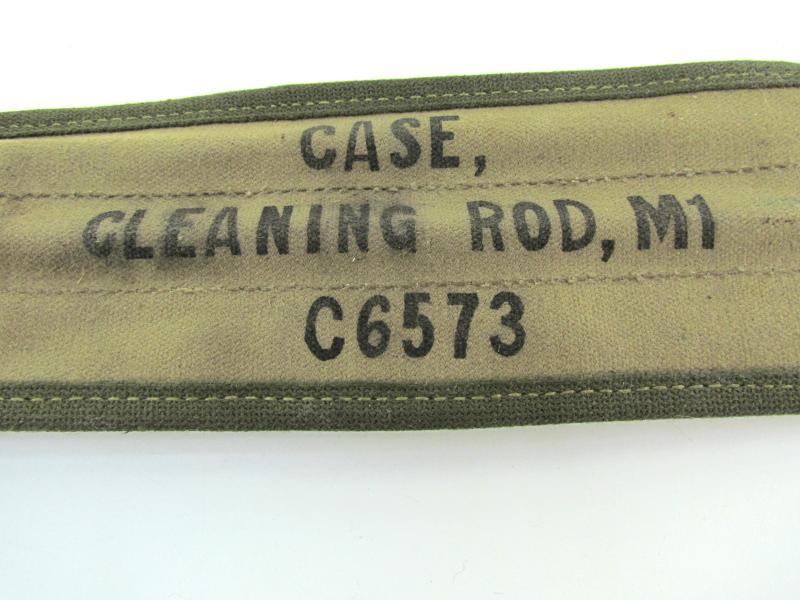 CASE,
CLEANING ROD, M1
C6573